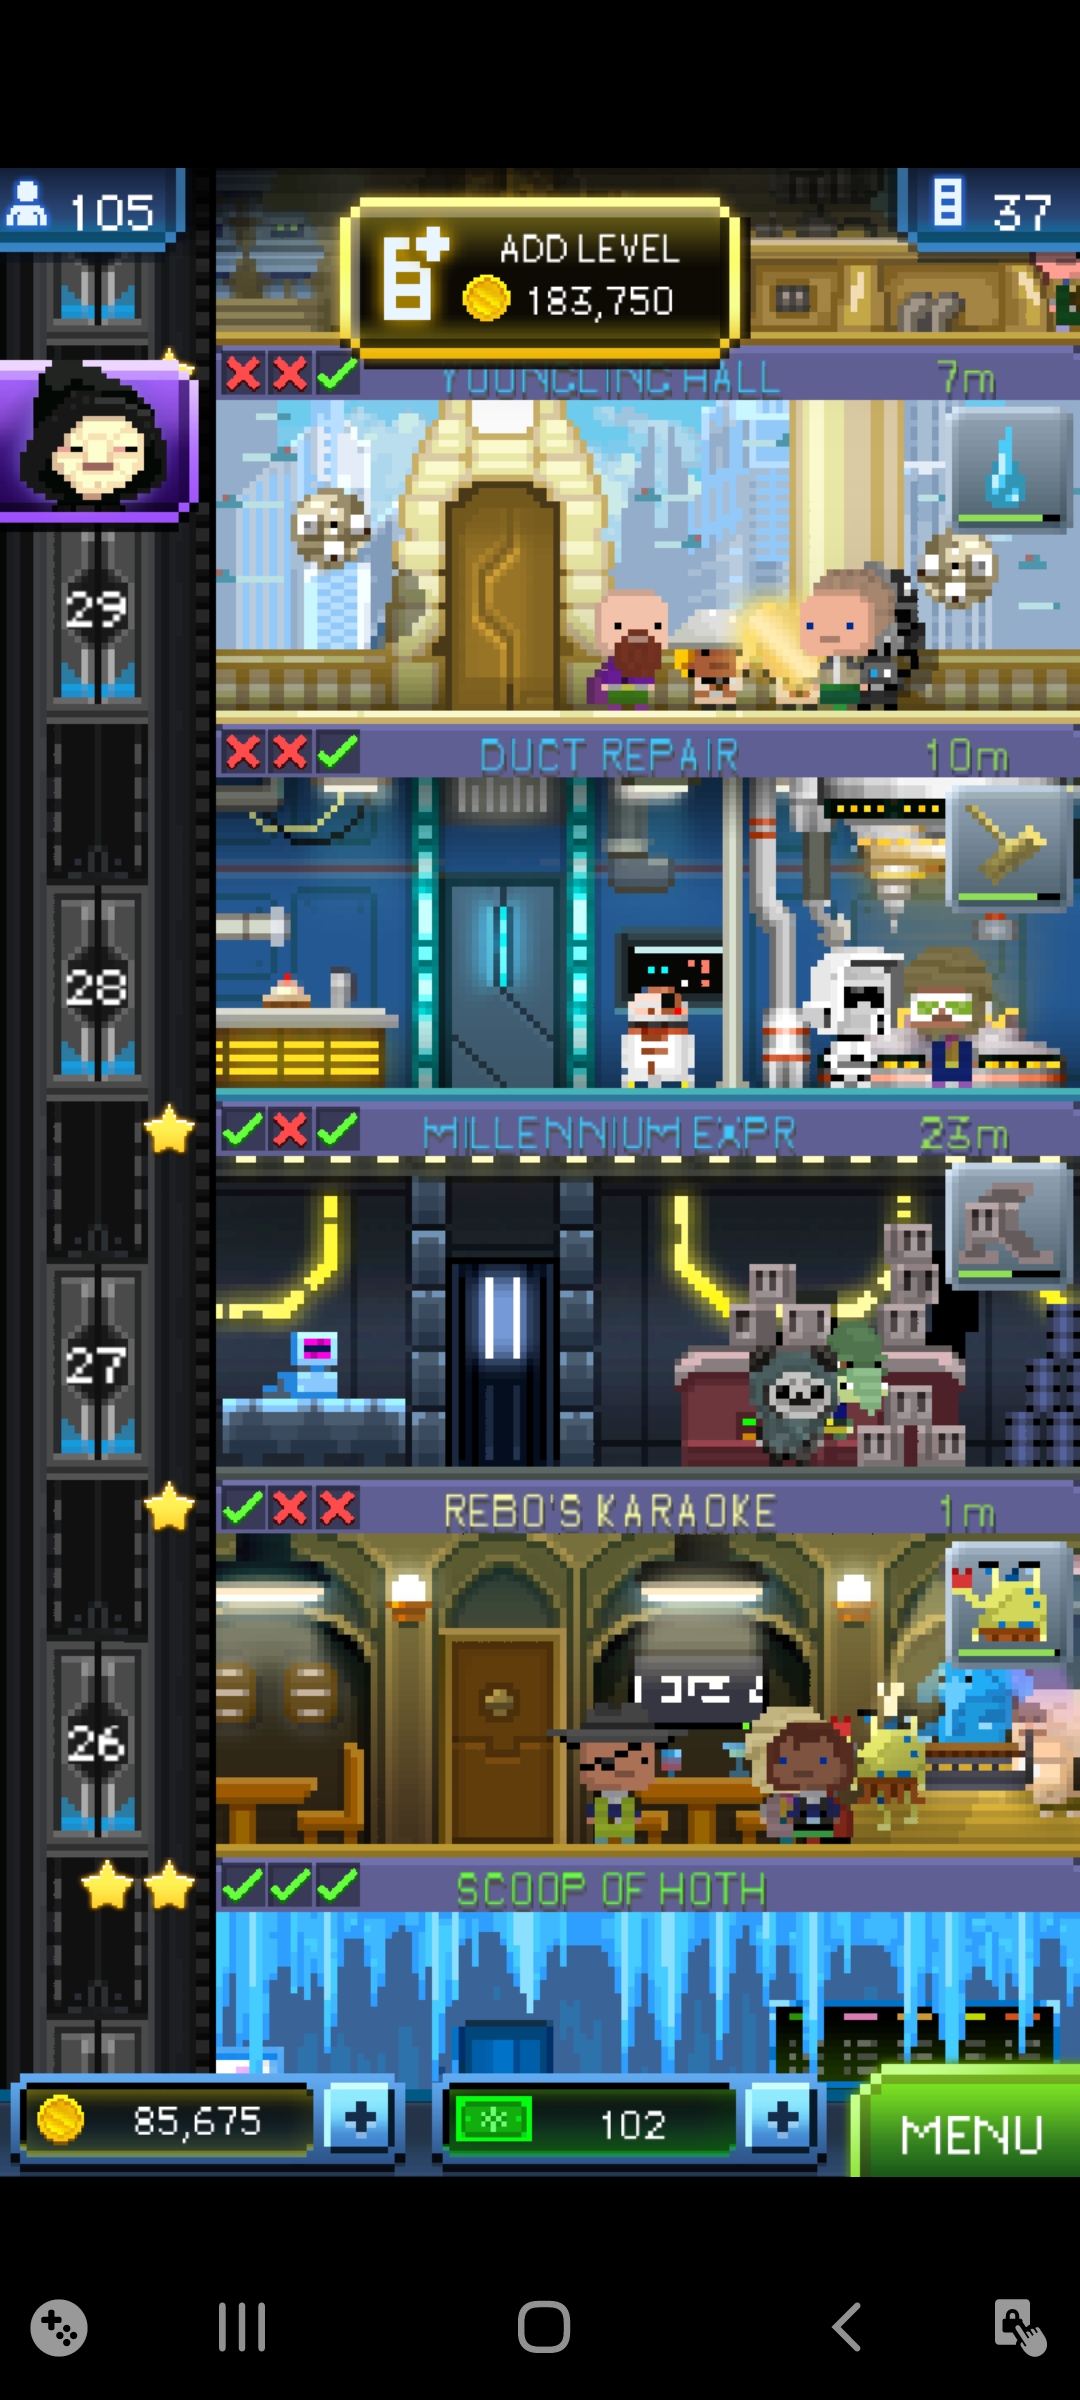 105
37
ADD LEVEL
183,750
YOUNGLING HALL 7m
29
DUCT REPAIR 10m
28
MILLENNIUM EXPR 23m
27
REBO'S KARAOKE 1m
26
SCOOP OF HOTH
85,675
102
MENU